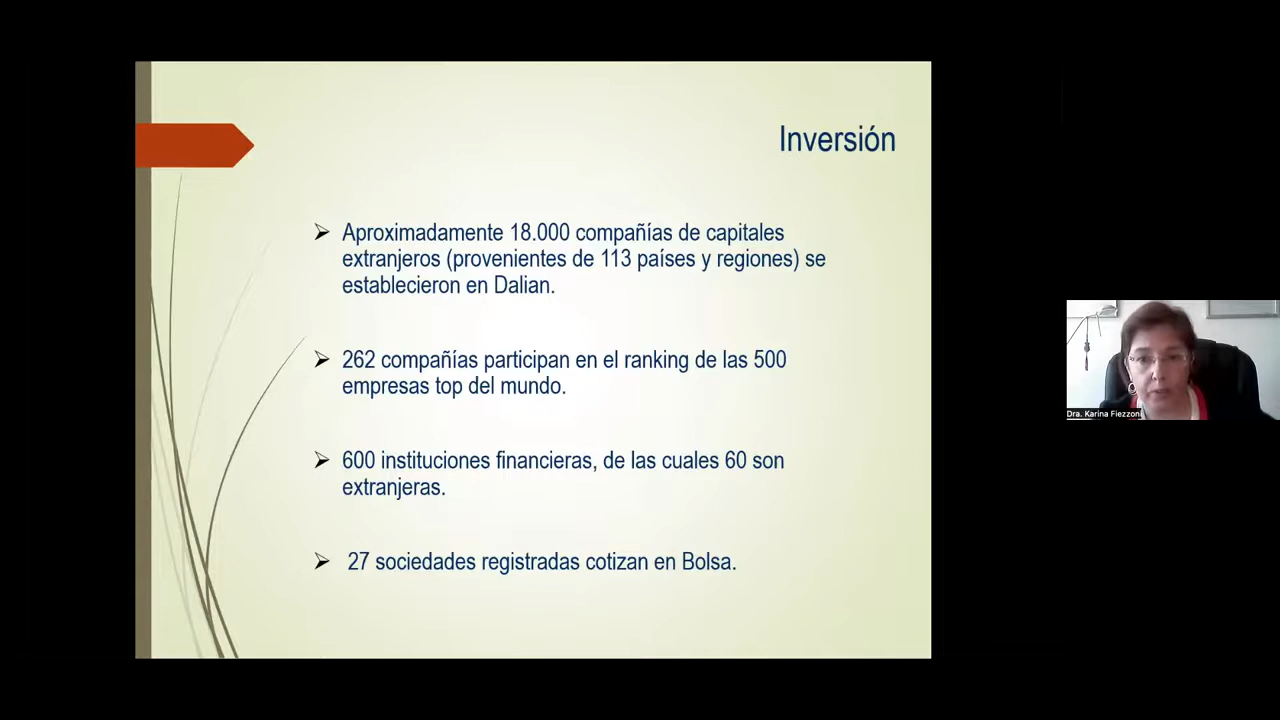 Inversión
Aproximadamente 18.000 compañías de capitales
extranjeros (provenientes de 113 países y regiones) se
establecieron en Dalian.
262 compañías participan en el ranking de las 500
empresas top del mundo.
600 instituciones financieras, de las cuales 60 son
extranjeras.
27 sociedades registradas cotizan en Bolsa.
Dra. Karina Fiezzoni